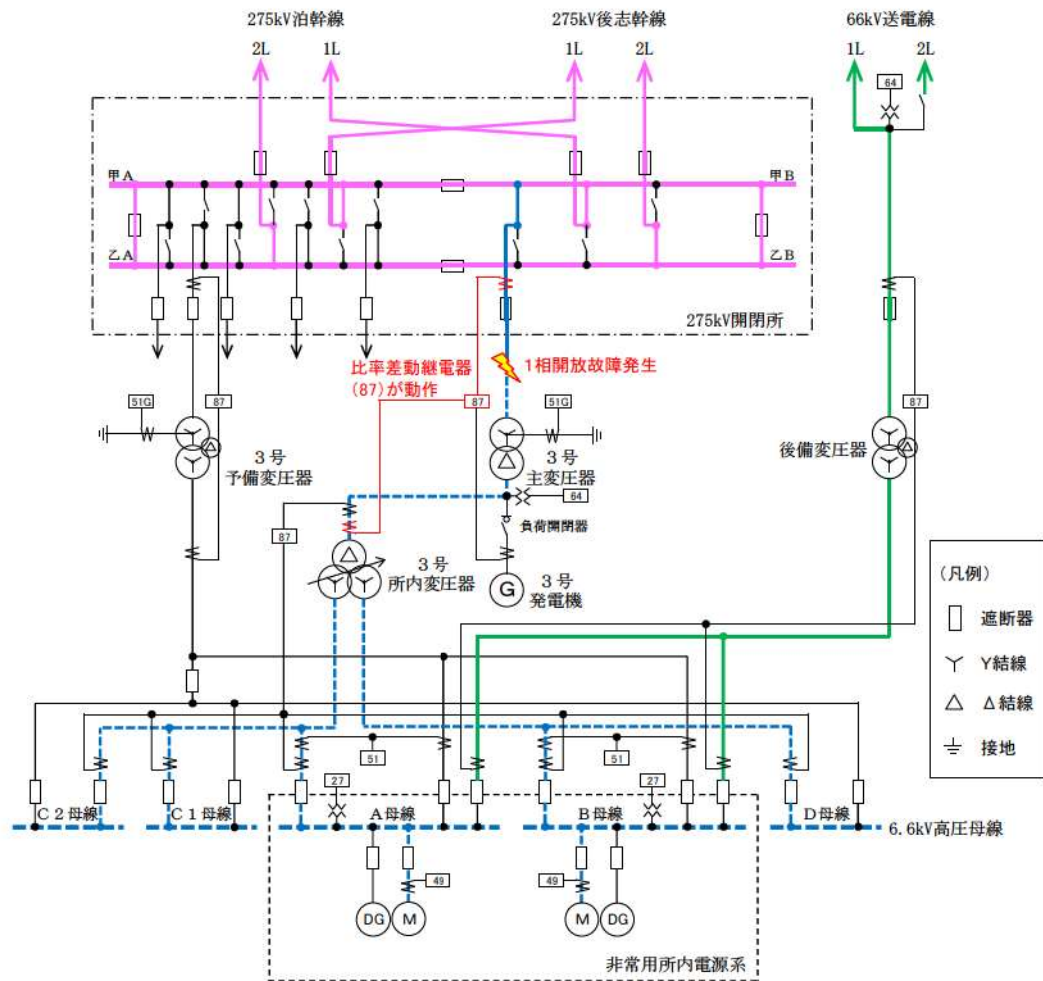 275kV泊幹線
275kV後志幹線
66kV送電線
2L
1L
1L
2L
1L
2L
64
甲A
甲B
乙A
乙B
275kV開閉所
比率差動継電器
(87)が動作
1相開放故障発生
51G
87
87
51G
87
3号
予備変圧器
3号
主変圧器
後備変圧器
64
87
負荷開閉器
3号
所内変圧器
G
3号
発電機
(凡例)
遮断器
Y結線
Δ結線
接地
51
51
27
27
C2母線
C1母線
A母線
B母線
D母線
6.6kV高圧母線
49
49
DG
M
M
DG
非常用所内電源系